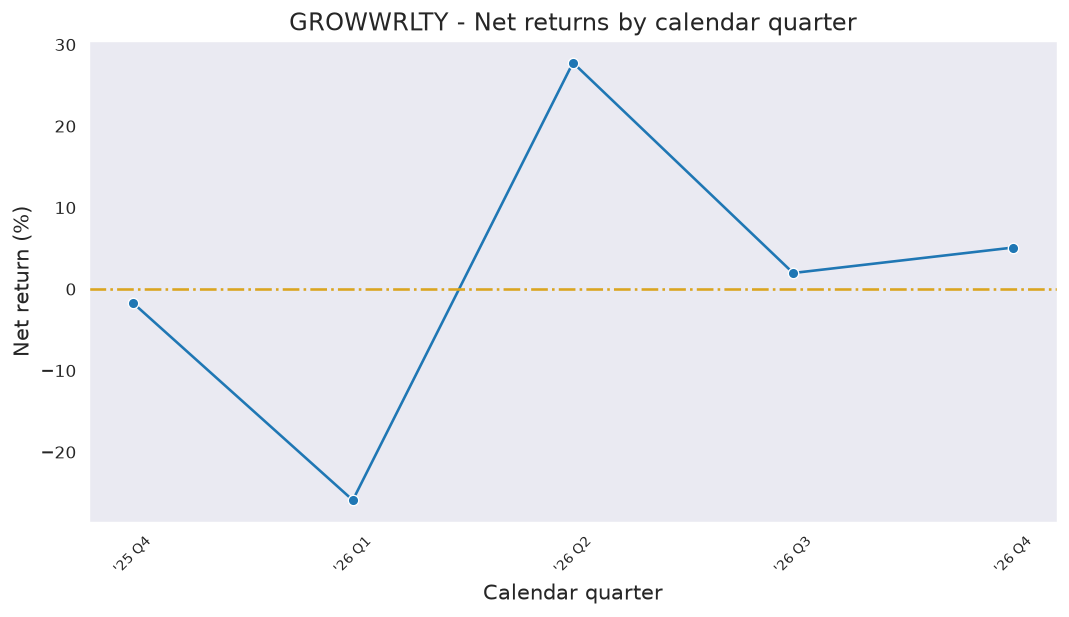 GROWWRLTY - Net returns by calendar quarter
Net return (%)
30
20
10
0
−10
−20
'25 Q4
'26 Q1
'26 Q2
'26 Q3
'26 Q4
Calendar quarter